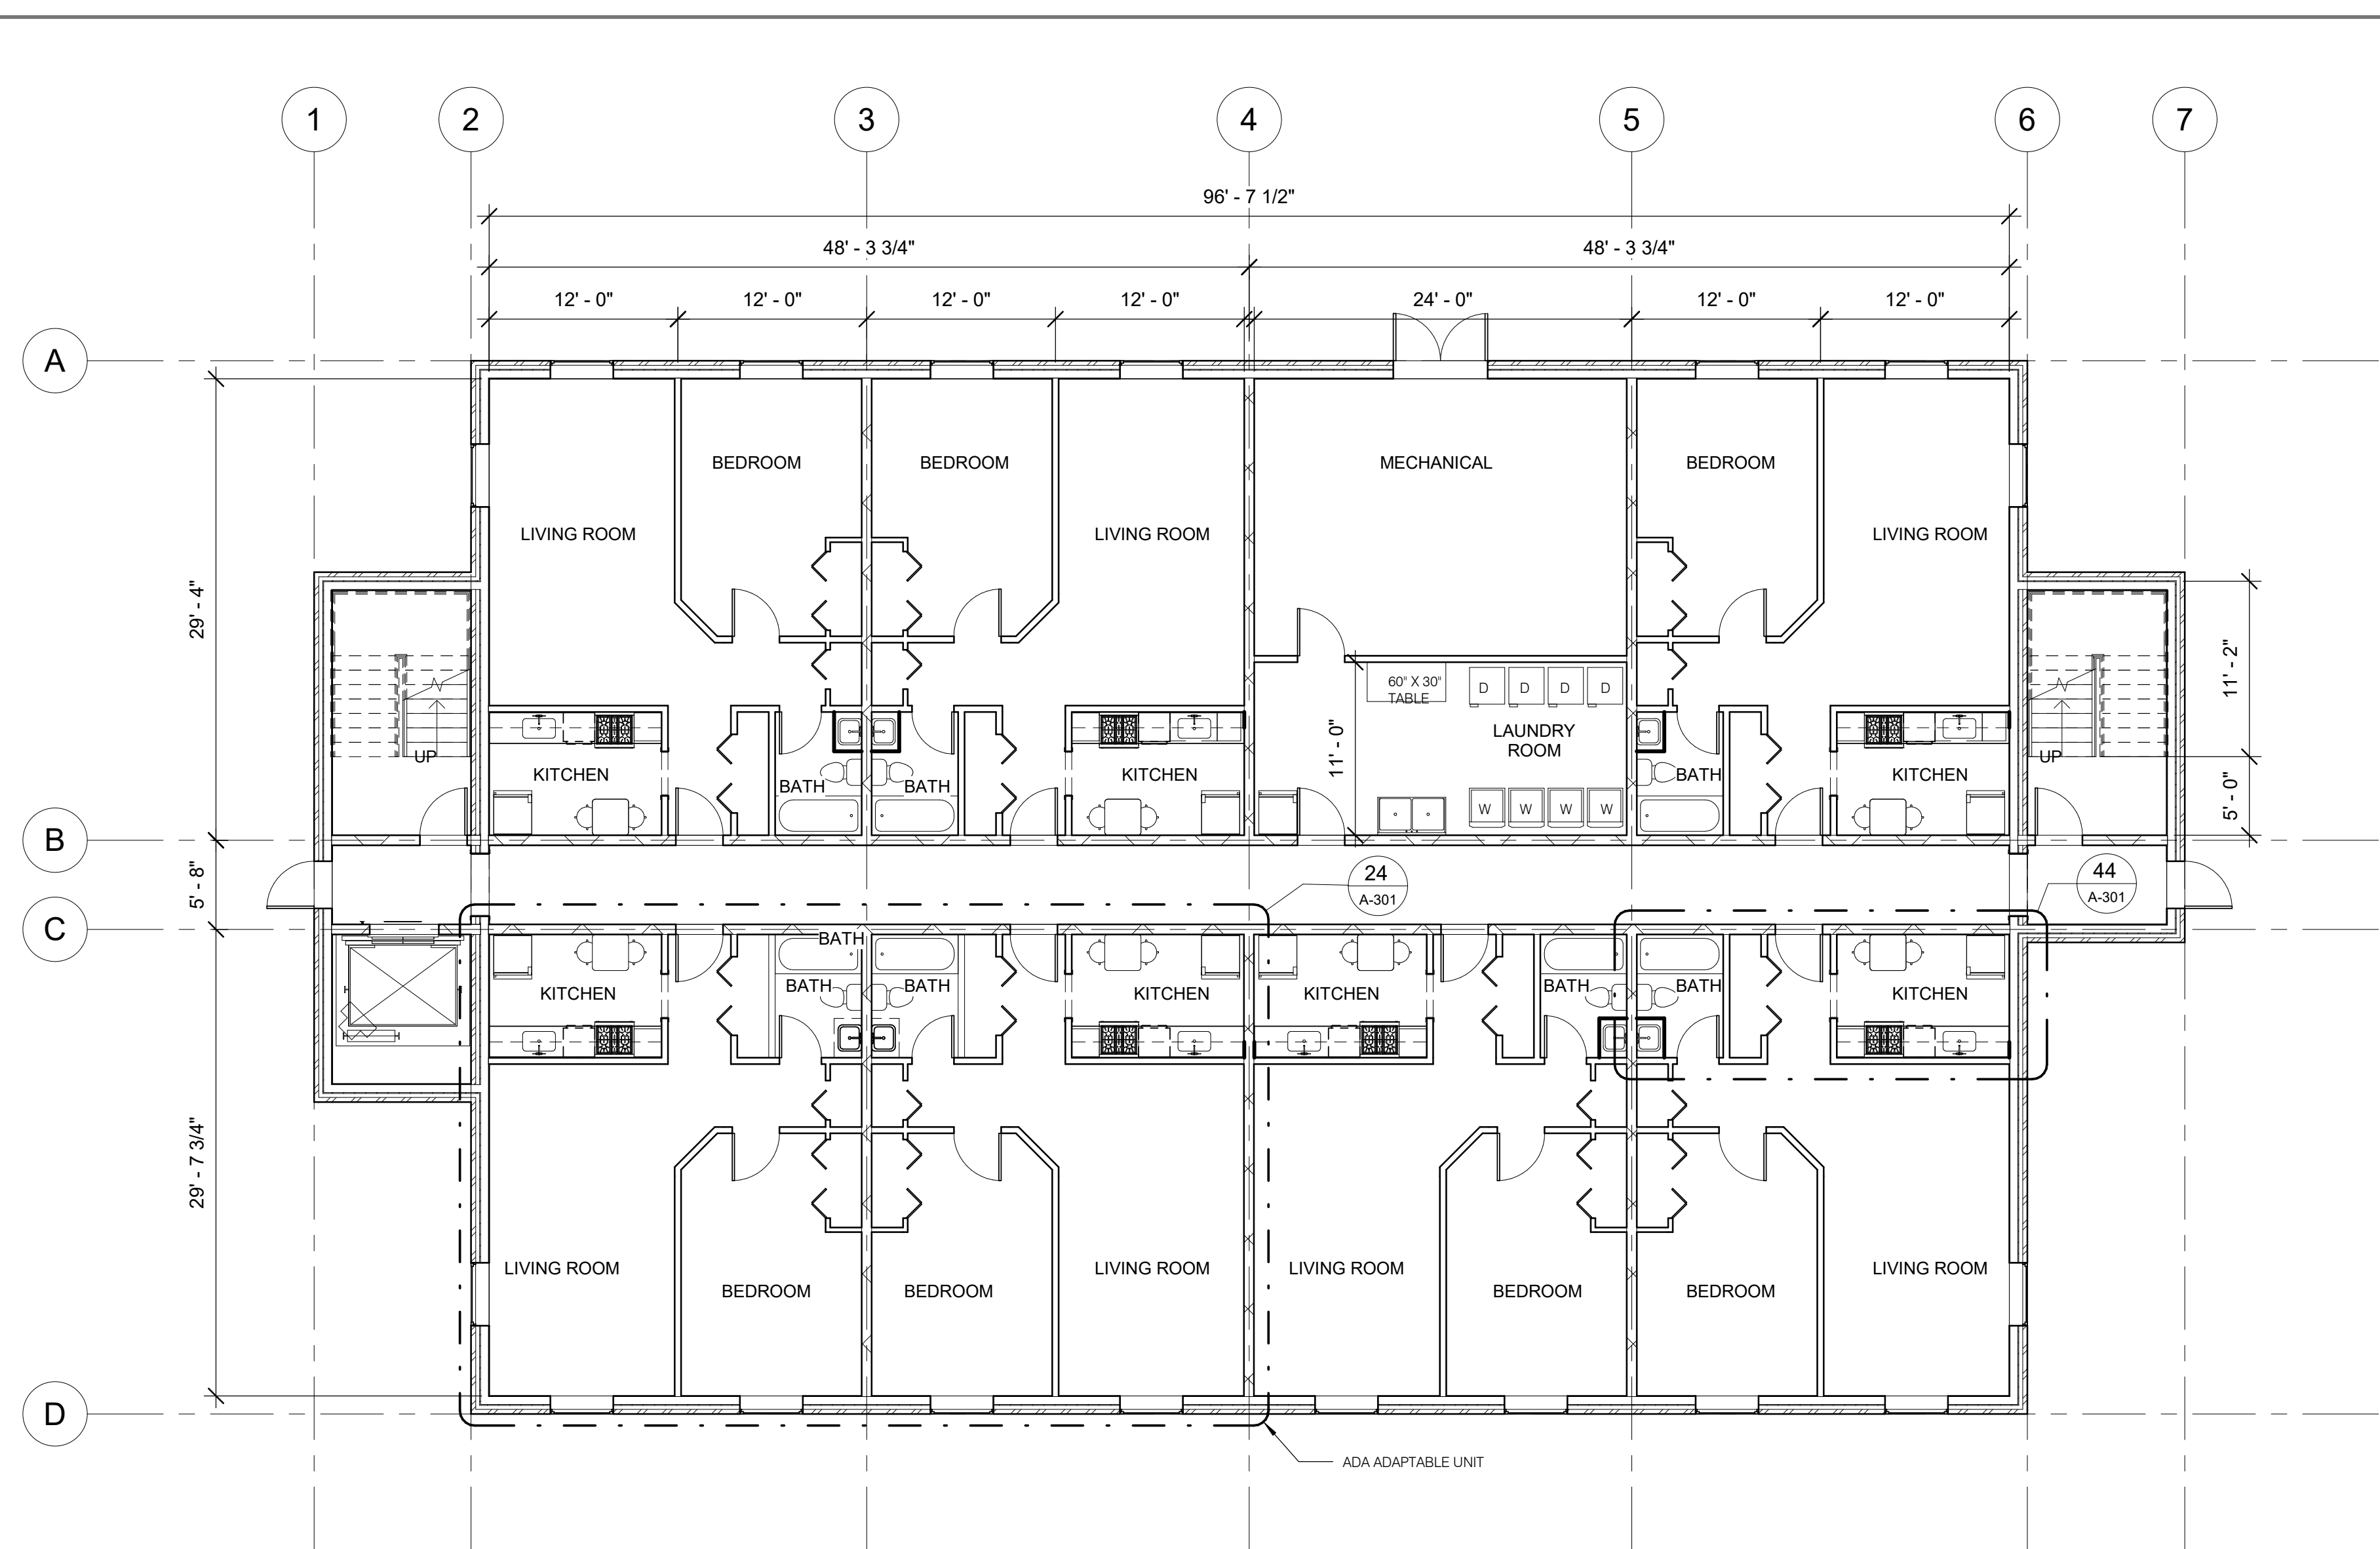 1
2
3
4
5
6
7
96' - 7 1/2"
48' - 3 3/4"
48' - 3 3/4"
12' - 0"
12' - 0"
12' - 0"
12' - 0"
24' - 0"
12' - 0"
12' - 0"
A
BEDROOM
BEDROOM
MECHANICAL
BEDROOM
LIVING ROOM
LIVING ROOM
LIVING ROOM
29' - 4"
11' - 2"
60" X 30"
TABLE
D
D
D
D
LAUNDRY
ROOM
11' - 0"
UP
UP
KITCHEN
BATH
BATH
KITCHEN
BATH
KITCHEN
W
W
W
W
5' - 0"
B
5' - 8"
24
A-301
44
A-301
C
BATH
BATH
BATH
BATH
BATH
KITCHEN
KITCHEN
KITCHEN
KITCHEN
29' - 7 3/4"
LIVING ROOM
LIVING ROOM
LIVING ROOM
LIVING ROOM
BEDROOM
BEDROOM
BEDROOM
BEDROOM
D
ADA ADAPTABLE UNIT